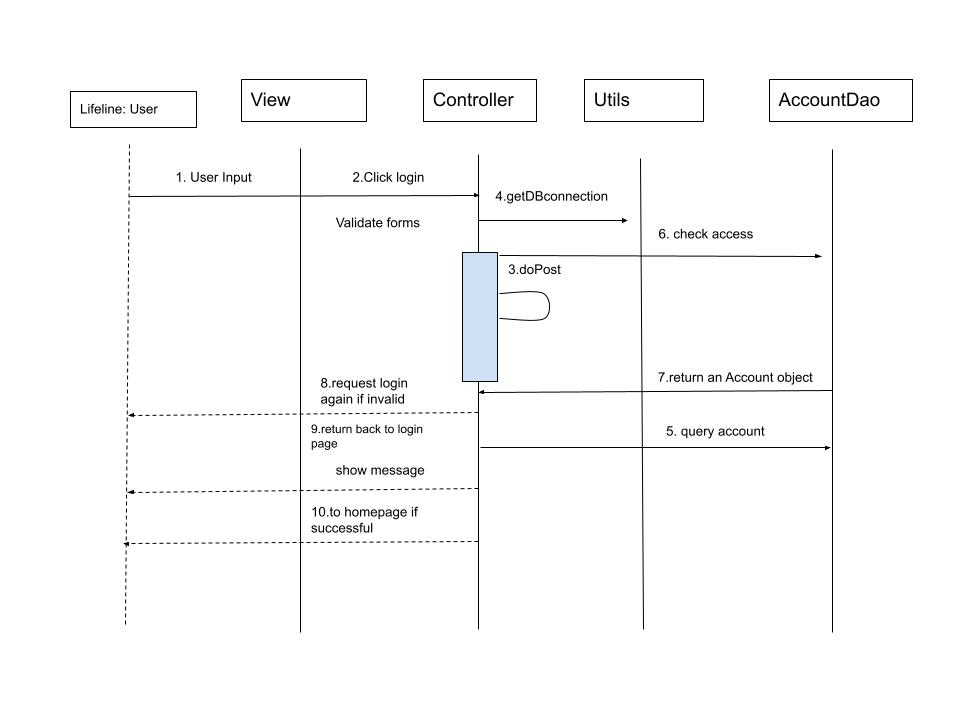 Lifeline: User
View
Controller
Utils
AccountDao
1. User Input
2.Click login
4.getDBconnection
Validate forms
6. check access
3.doPost
7.return an Account object
8.request login
again if invalid
9.return back to login
page
5. query account
show message
10.to homepage if
successful